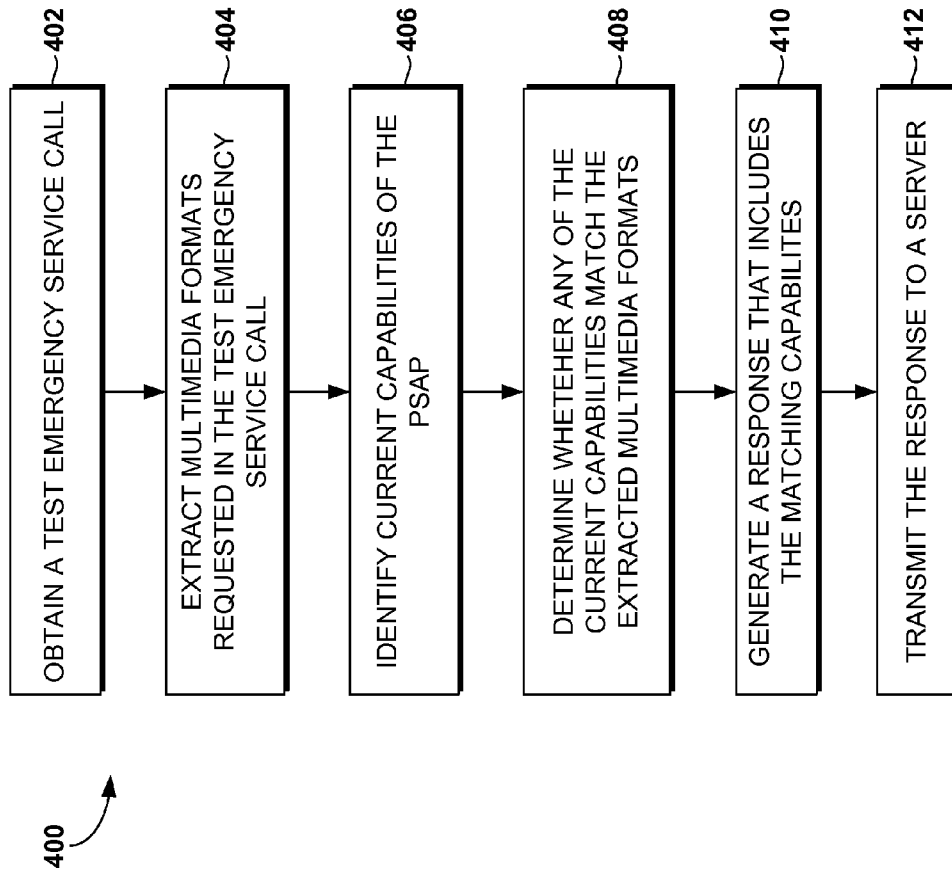 400
OBTAIN A TEST EMERGENCY SERVICE CALL
402
EXTRACT MULTIMEDIA FORMATS
REQUESTED IN THE TEST EMERGENCY
SERVICE CALL
404
IDENTIFY CURRENT CAPABILITIES OF THE
PSAP
406
DETERMINE WHETEHER ANY OF THE
CURRENT CAPABILITIES MATCH THE
EXTRACTED MULTIMEDIA FORMATS
408
GENERATE A RESPONSE THAT INCLUDES
THE MATCHING CAPABILITES
410
TRANSMIT THE RESPONSE TO A SERVER
412